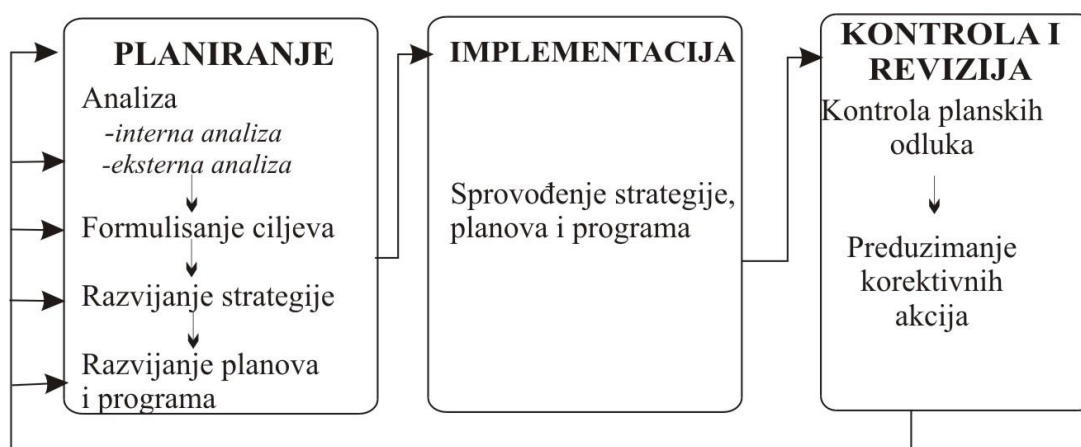 PLANIRANJE
Analiza
-interna analiza
-eksterna analiza
Formulisanje ciljeva
Razvijanje strategije
Razvijanje planova
i programa
IMPLEMENTACIJA
Sprovođenje strategije,
planova i programa
KONTROLA I
REVIZIJA
Kontrola planskih
odluka
Preduzimanje
korektivnih
akcija